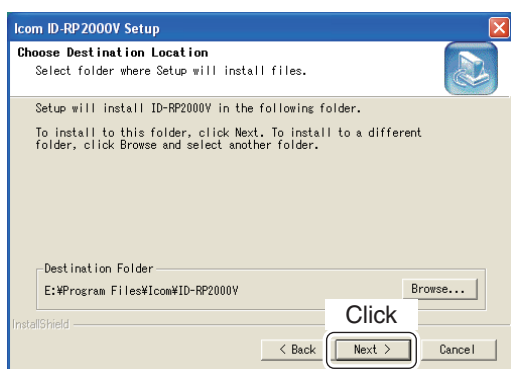 Icom ID-RP2000V Setup
Choose Destination Location
Select folder where Setup will install files.
Setup will install ID-RP2000V in the following folder.
To install to this folder, click Next. To install to a different
folder, click Browse and select another folder.
Destination Folder
E:¥Program Files¥Icom¥ID-RP2000V
Browse...
Click
InstallShield
< Back
Next >
Cancel